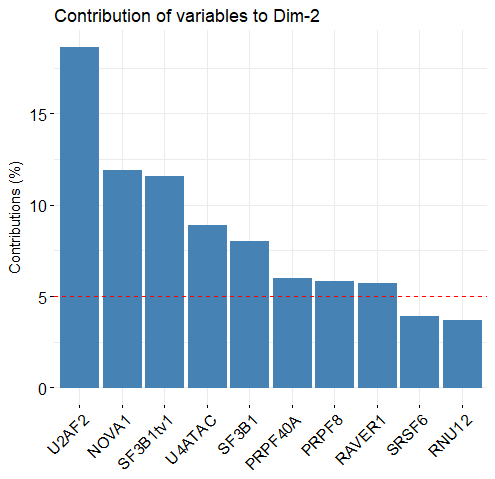 Contribution of variables to Dim-2
Contributions (%)
15
10
5
0
U2AF2
NOVA1
SF3B1tv1
U4ATAC
SF3B1
PRPF40A
PRPF8
RAVER1
SRSF6
RNU12